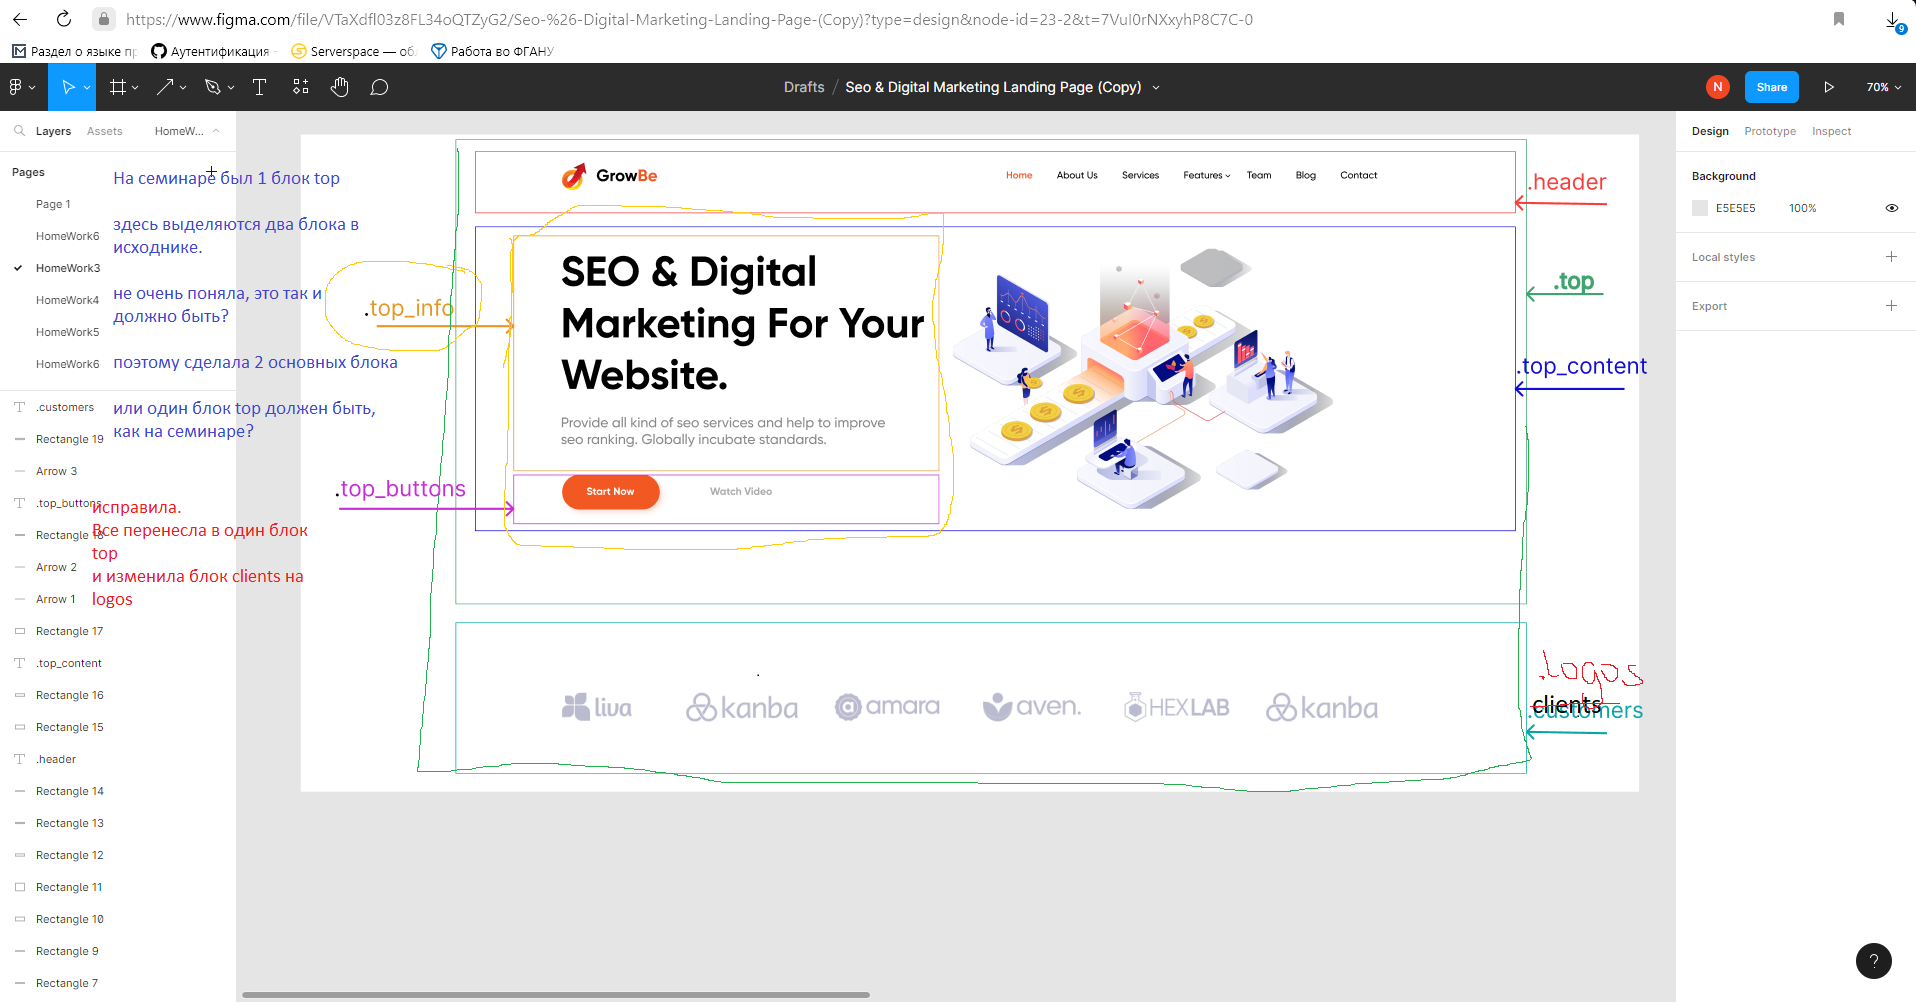 https://www.figma.com/file/VTaXdfl03z8FL34oQTZyG2/Seo-%26-Digital-Marketing-Landing-Page-(Copy)?type=design&node-id=23-2&t=7VuI0rNXxyhP8C7C-0
9
Раздел о языке пр
Аутентификация -
Serverspace — об
Работа во ФГАНУ
Drafts / Seo & Digital Marketing Landing Page (Copy)
N
Share
70%
Layers
Assets
HomeW...
Pages
Page 1
HomeWork6
HomeWork3
HomeWork4
HomeWork5
HomeWork6
На семинаре был 1 блок top
здесь выделяются два блока в
исходнике.
не очень поняла, это так и
должно быть?
поэтому сделала 2 основных блока
или один блок top должен быть,
как на семинаре?
исправила.
Все перенесла в один блок
top
и изменила блок clients на
logos
.customers
Rectangle 19
Arrow 3
.top_buttons
Rectangle 18
Arrow 2
Arrow 1
Rectangle 17
.top_content
Rectangle 16
Rectangle 15
.header
Rectangle 14
Rectangle 13
Rectangle 12
Rectangle 11
Rectangle 10
Rectangle 9
Rectangle 7
GrowBe
Home
About Us
Services
Features
Team
Blog
Contact
.header
SEO & Digital
Marketing For Your
Website.
Provide all kind of seo services and help to improve
seo ranking. Globally incubate standards.
Start Now
Watch Video
.top_info
.top_buttons
.top
.top_content
liva
kanba
amara
aven.
HEXLAB
kanba
.logos
clients
.customers
Design
Prototype
Inspect
Background
E5E5E5
100%
Local styles
Export
?